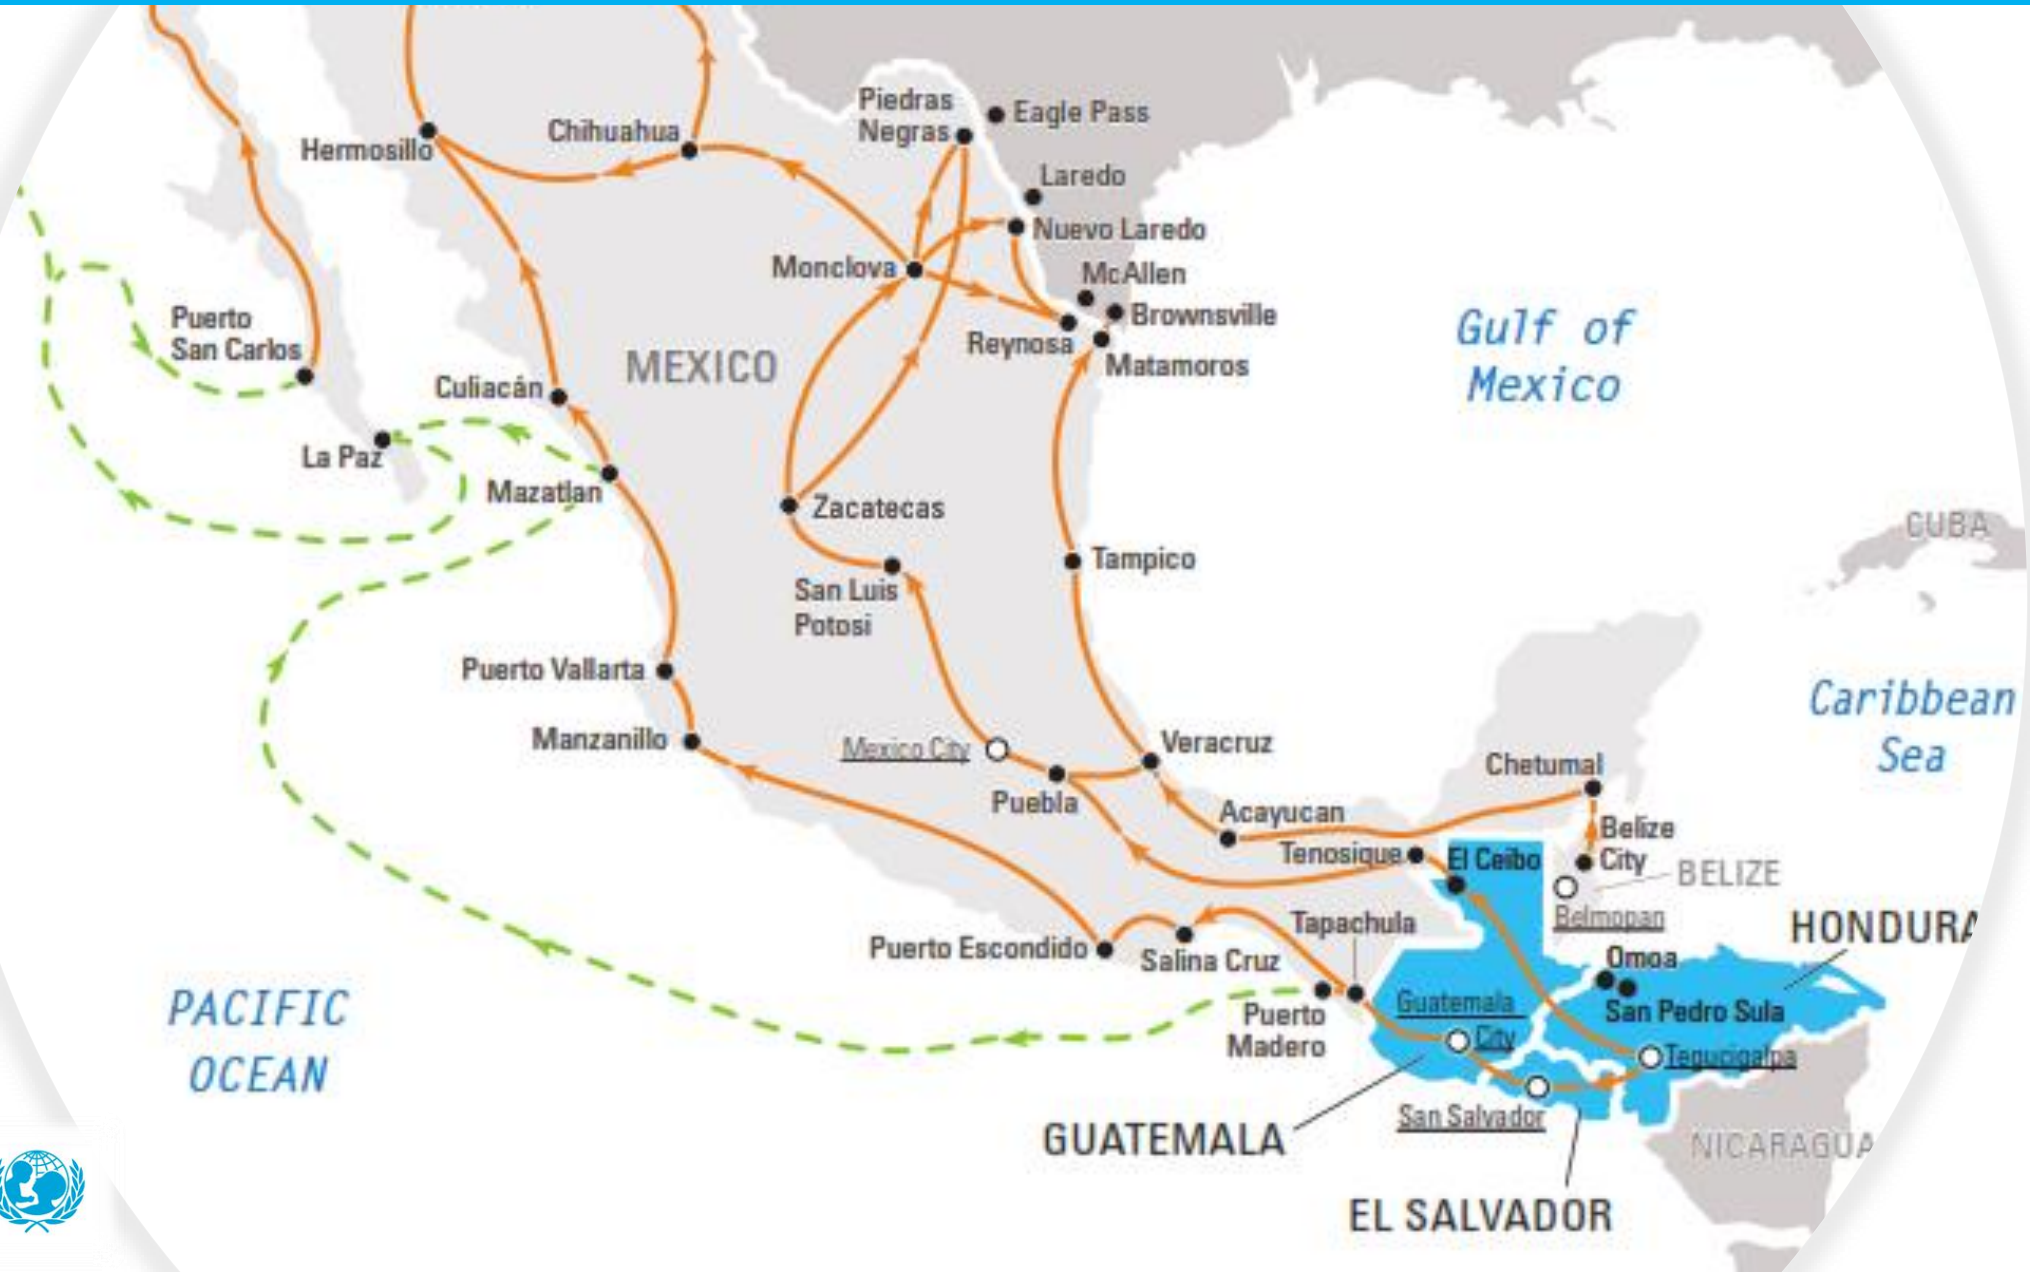 Piedras
Negras
Eagle Pass
Chihuahua
Hermosillo
Laredo
Nuevo Laredo
Monclova
McAllen
Puerto
San Carlos
Brownsville
Gulf of
Mexico
Reynosa
MEXICO
Matamoros
Culiacán
La Paz
Mazatlan
Zacatecas
CUBA
Tampico
San Luis
Potosi
Puerto Vallarta
Caribbean
Sea
Manzanillo
Mexico City
Veracruz
Chetumal
Puebla
Acayucan
Belize
City
Tenosique
El Ceibo
BELIZE
Belmopan
HONDURA
Tapachula
Puerto Escondido
Salina Cruz
Omoa
San Pedro Sula
PACIFIC
OCEAN
Guatemala
City
Puerto
Madero
Tegucigalpa
San Salvador
GUATEMALA
NICARAGUA
EL SALVADOR